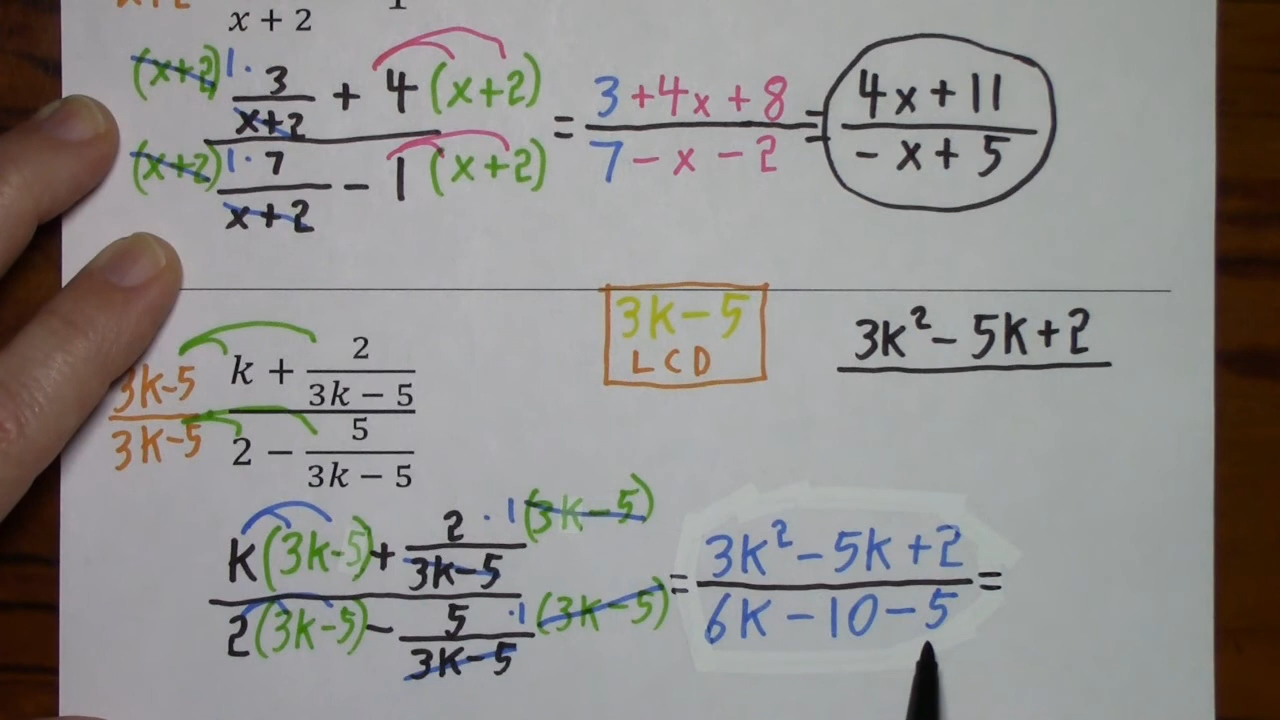 x+2
x + 2
1
(x+2) 1 · 3 + 4 (x+2) = 3 + 4x + 8 = 4x + 11
x+2
(x+2) 1 · 7 - 1 (x+2) 7 - x - 2 - x + 5
x+2
3k-5
LCD
3k² - 5k + 2
3k-5 k + 2
3k − 5
3k-5 2 − 5
3k − 5
k(3k-5) + 2 · 1 (3k-5)
3k-5
2(3k-5) - 5 · 1 (3k-5)
3k-5
= 3k² - 5k + 2 =
6k - 10 - 5